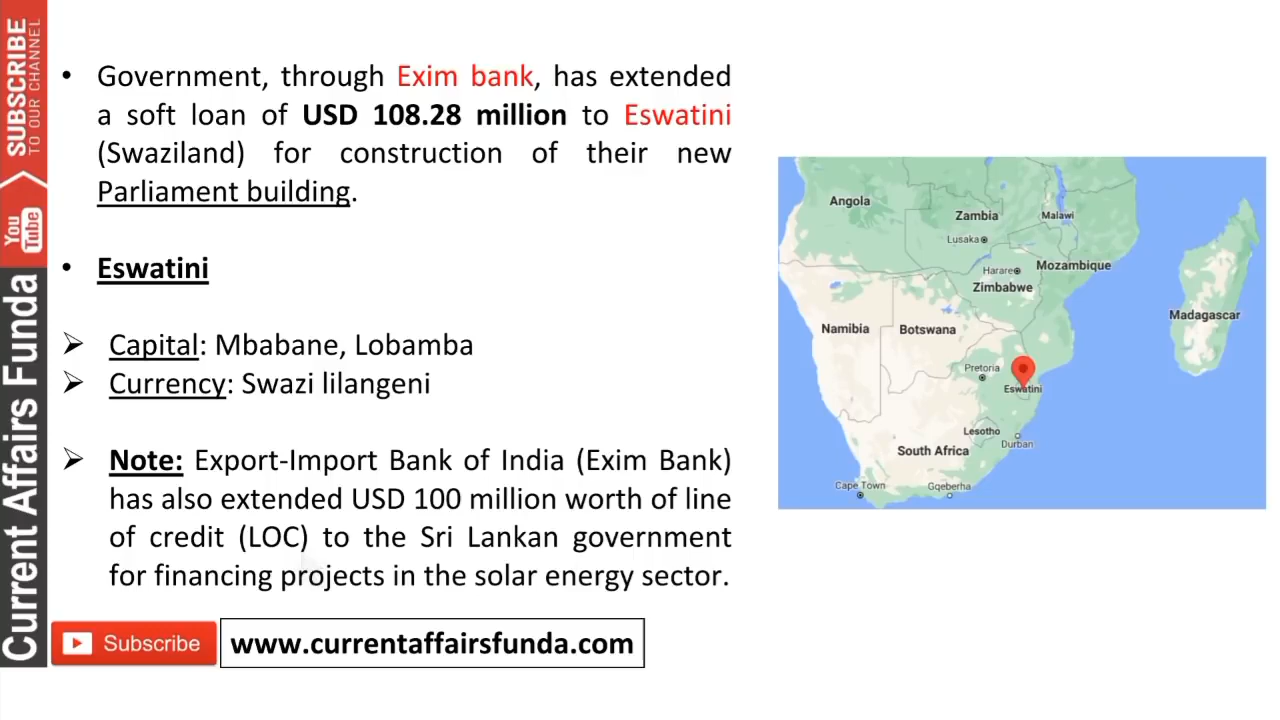 SUBSCRIBE
TO OUR CHANNEL
You
Tube
Current Affairs Funda
• Government, through Exim bank, has extended
a soft loan of USD 108.28 million to Eswatini
(Swaziland) for construction of their new
Parliament building.
• Eswatini
➢ Capital: Mbabane, Lobamba
➢ Currency: Swazi lilangeni
➢ Note: Export-Import Bank of India (Exim Bank)
has also extended USD 100 million worth of line
of credit (LOC) to the Sri Lankan government
for financing projects in the solar energy sector.
Subscribe
www.currentaffairsfunda.com
Angola
Zambia
Malawi
Lusaka
Mozambique
Harare
Zimbabwe
Madagascar
Namibia
Botswana
Pretoria
Eswatini
Lesotho
Durban
South Africa
Cape Town
Gqeberha